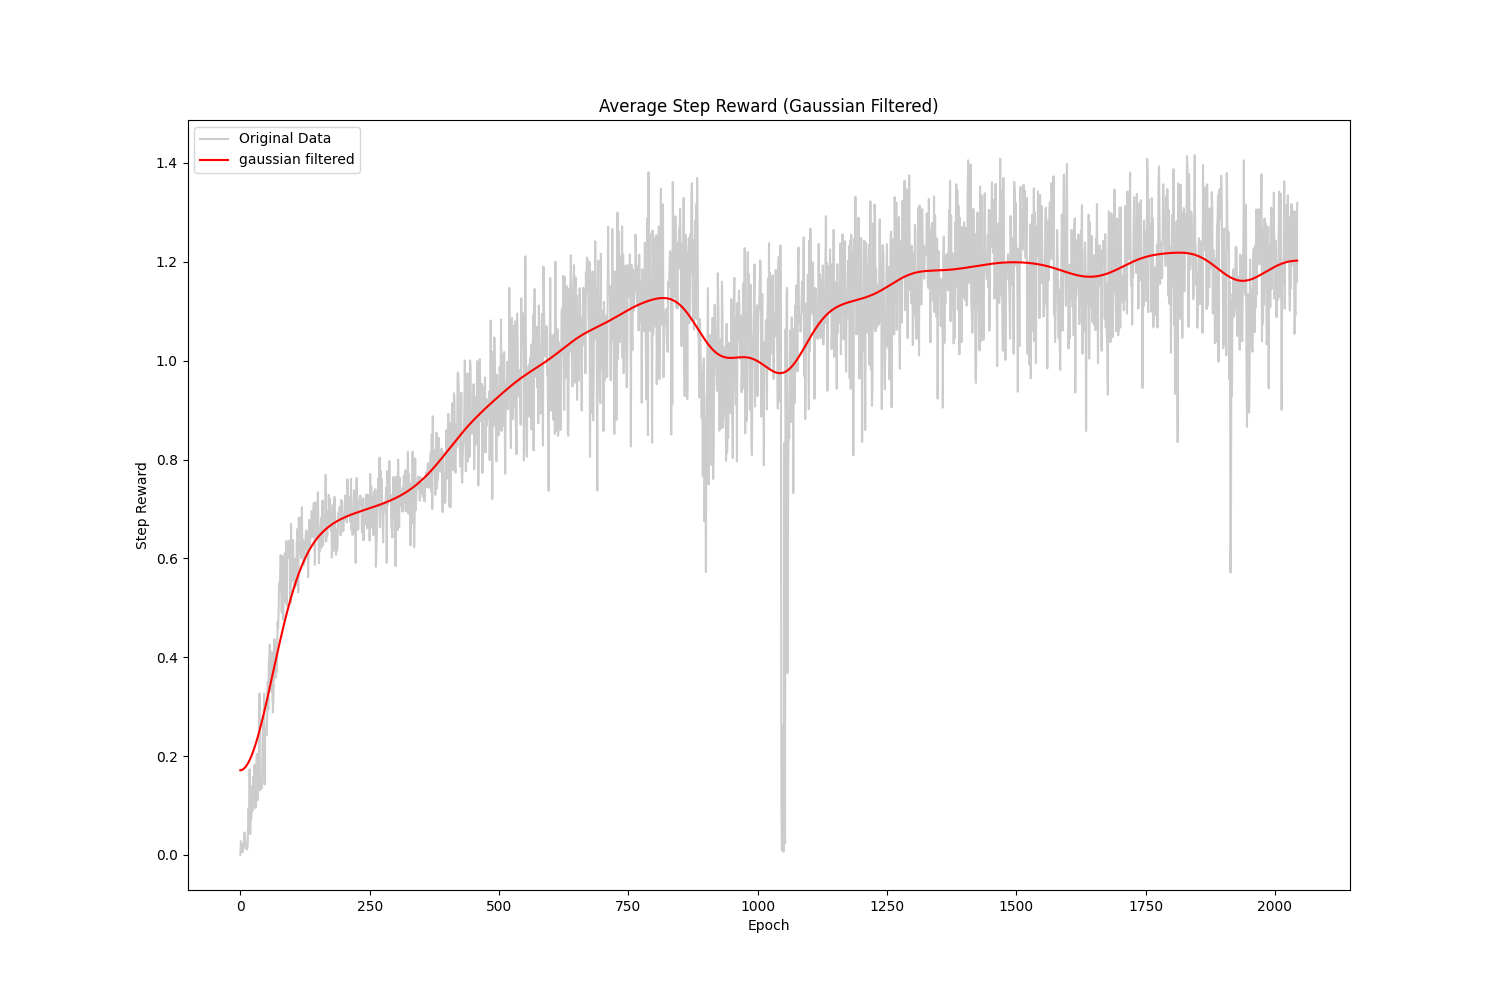 Average Step Reward (Gaussian Filtered)
Original Data
gaussian filtered
1.4
1.2
1.0
0.8
0.6
0.4
0.2
0.0
Step Reward
0 250 500 750 1000 1250 1500 1750 2000
Epoch